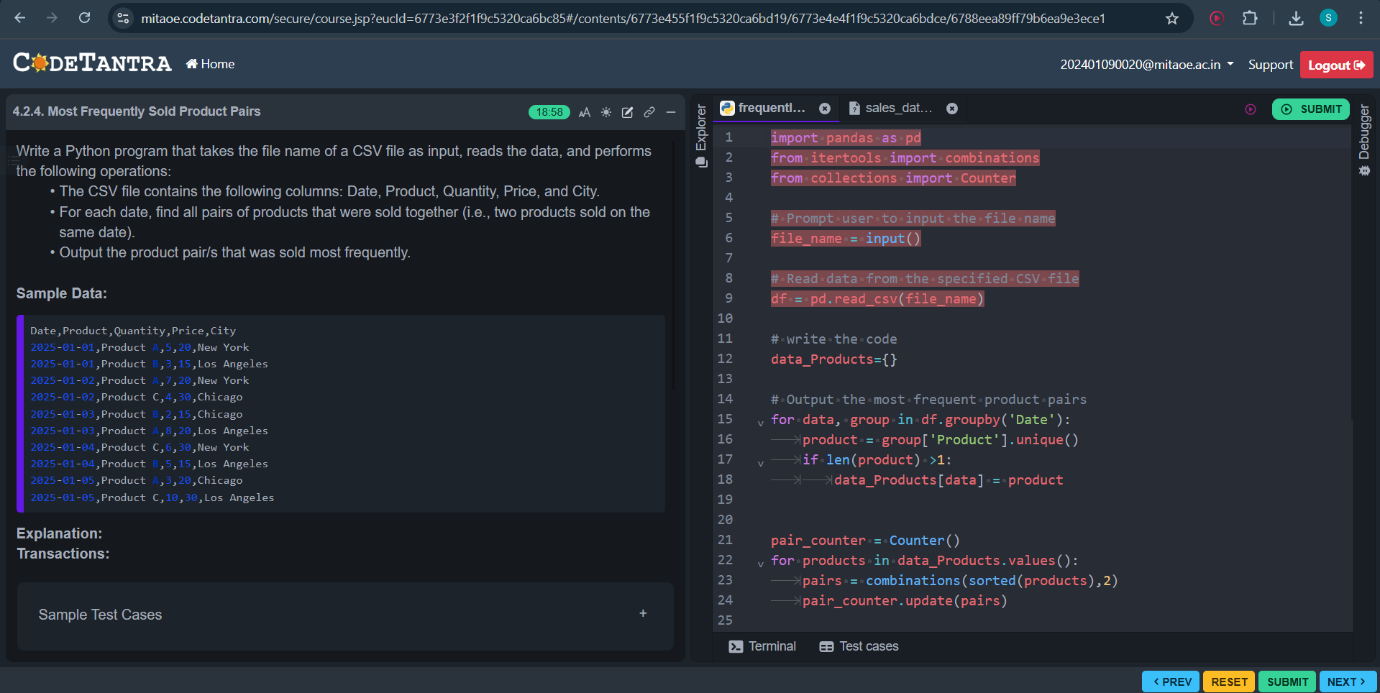 mitaoe.codetantra.com/secure/course.jsp?eucId=6773e3f2f1f9c5320ca6bc85#/contents/6773e455f1f9c5320ca6bd19/6773e4e4f1f9c5320ca6bdce/6788eea89ff79b6ea9e3ece1
S
CODETANTRA
Home
202401090020@mitaoe.ac.in
Support
Logout
4.2.4. Most Frequently Sold Product Pairs
18:58
AA
Write a Python program that takes the file name of a CSV file as input, reads the data, and performs
the following operations:
• The CSV file contains the following columns: Date, Product, Quantity, Price, and City.
• For each date, find all pairs of products that were sold together (i.e., two products sold on the
same date).
• Output the product pair/s that was sold most frequently.
Sample Data:
Date,Product,Quantity,Price,City
2025-01-01,Product A,5,20,New York
2025-01-01,Product B,3,15,Los Angeles
2025-01-02,Product A,7,20,New York
2025-01-02,Product C,4,30,Chicago
2025-01-03,Product B,2,15,Chicago
2025-01-03,Product A,8,20,Los Angeles
2025-01-04,Product C,6,30,New York
2025-01-04,Product B,5,15,Los Angeles
2025-01-05,Product A,3,20,Chicago
2025-01-05,Product C,10,30,Los Angeles
Explanation:
Transactions:
Sample Test Cases
+
Explorer
frequentl...
sales_dat...
SUBMIT
Debugger
1 import pandas as pd
2 from itertools import combinations
3 from collections import Counter
4
5 # Prompt user to input the file name
6 file_name = input()
7
8 # Read data from the specified CSV file
9 df = pd.read_csv(file_name)
10
11 # write the code
12 data_Products={}
13
14 # Output the most frequent product pairs
15 for data, group in df.groupby('Date'):
16 product = group['Product'].unique()
17 if len(product) >1:
18 data_Products[data] = product
19
20
21 pair_counter = Counter()
22 for products in data_Products.values():
23 pairs = combinations(sorted(products),2)
24 pair_counter.update(pairs)
25
Terminal
Test cases
< PREV
RESET
SUBMIT
NEXT >